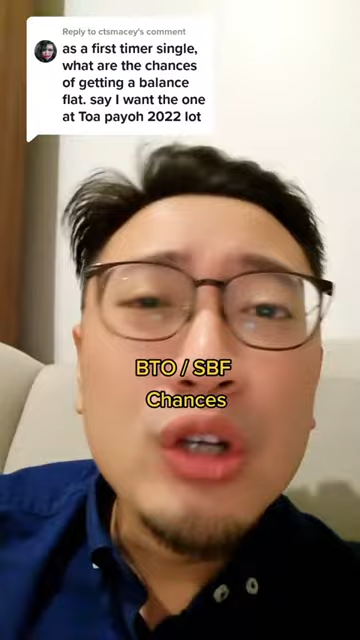 Reply to ctsmacey's comment
as a first timer single,
what are the chances
of getting a balance
flat. say I want the one
at Toa payoh 2022 lot
BTO / SBF
Chances